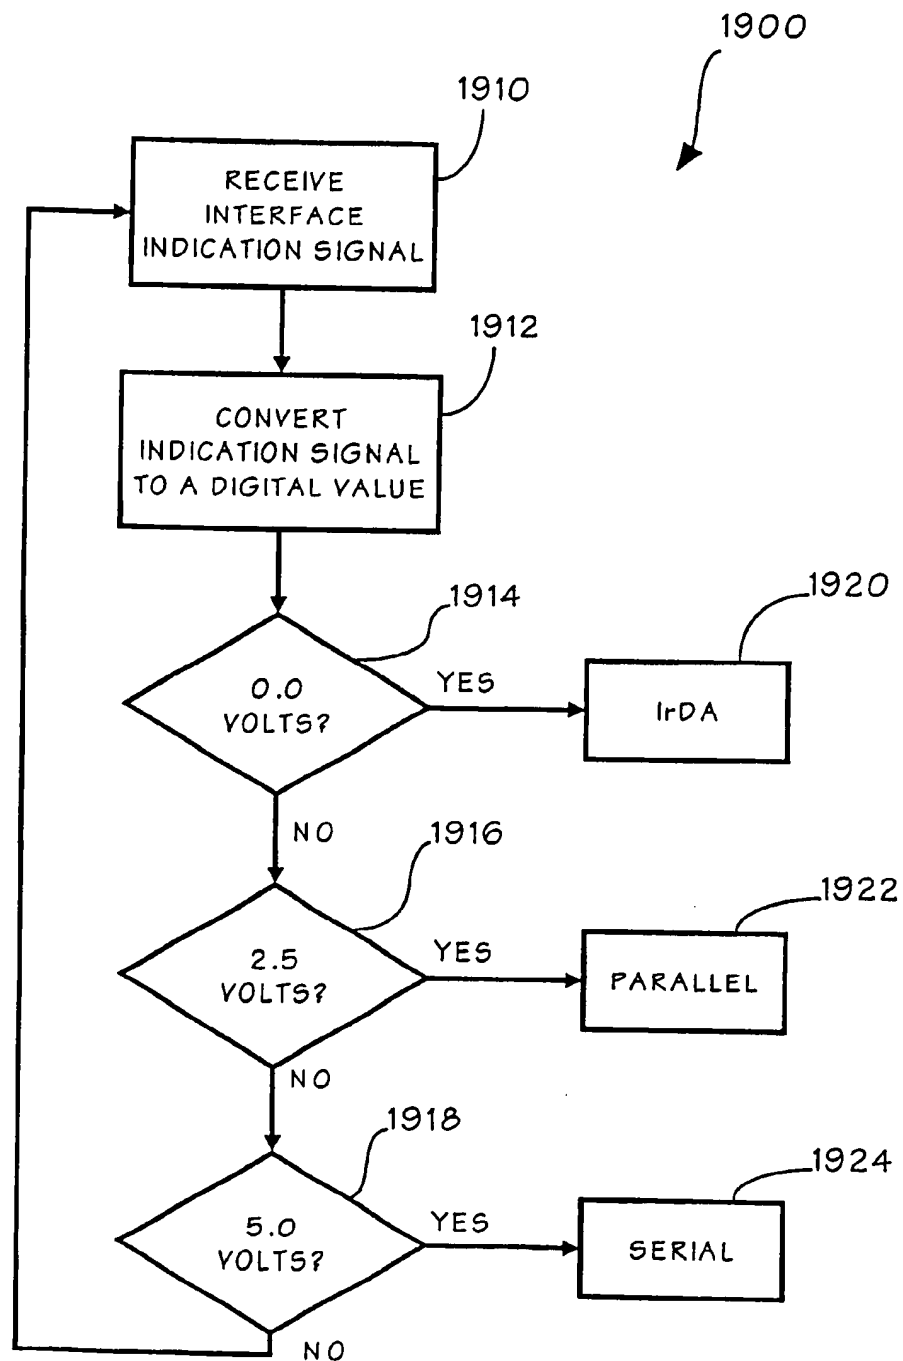 1900
1910
RECEIVE
INTERFACE
INDICATION SIGNAL
1912
CONVERT
INDICATION SIGNAL
TO A DIGITAL VALUE
1914
0.0
VOLTS?
YES
1920
IrDA
NO
1916
2.5
VOLTS?
YES
1922
PARALLEL
NO
1918
5.0
VOLTS?
YES
1924
SERIAL
NO